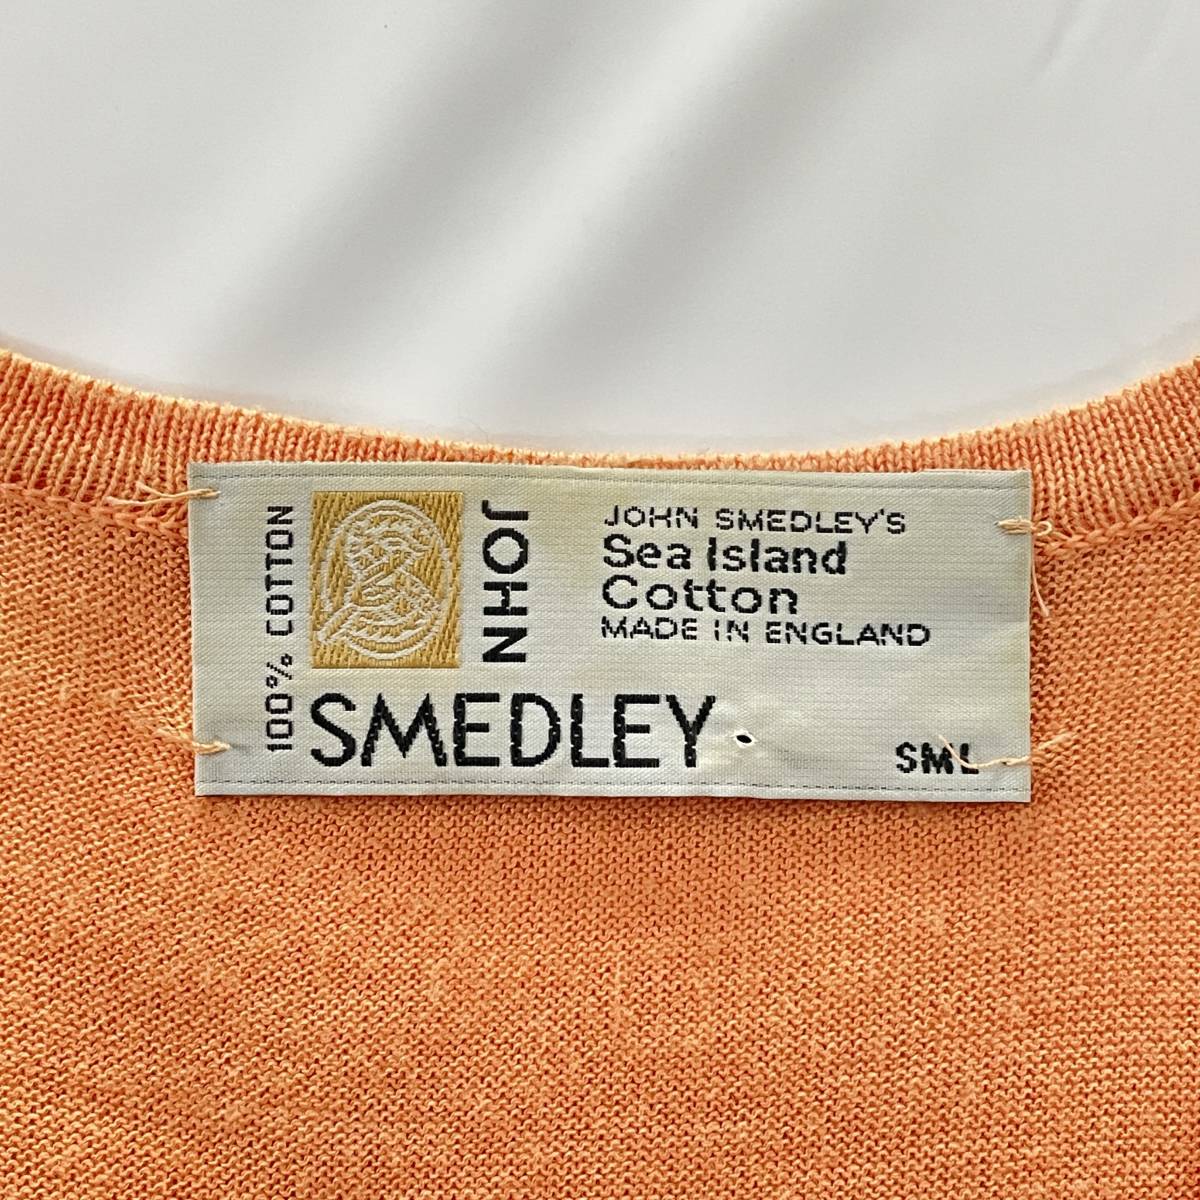 100% COTTON
JOHN
SMEDLEY
JOHN SMEDLEY'S
Sea Island
Cotton
MADE IN ENGLAND
SML